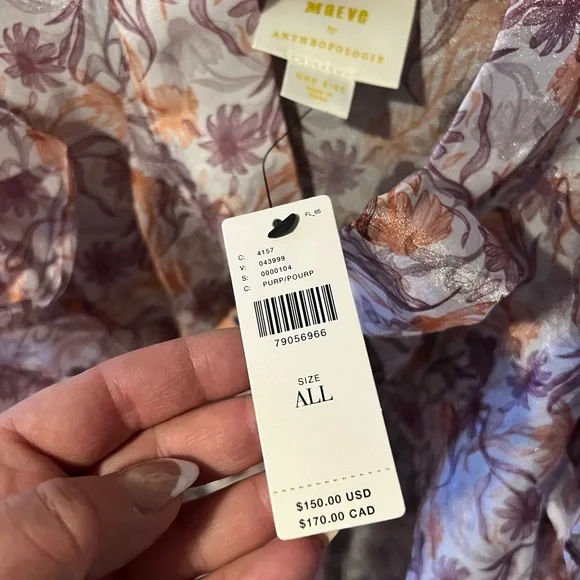 Maeve
by
ANTHROPOLOGIE
ONE SIZE
FL_65
C: 4157
V: 043999
S: 0000104
C: PURP/POURP
79056966
SIZE
ALL
$150.00 USD
$170.00 CAD